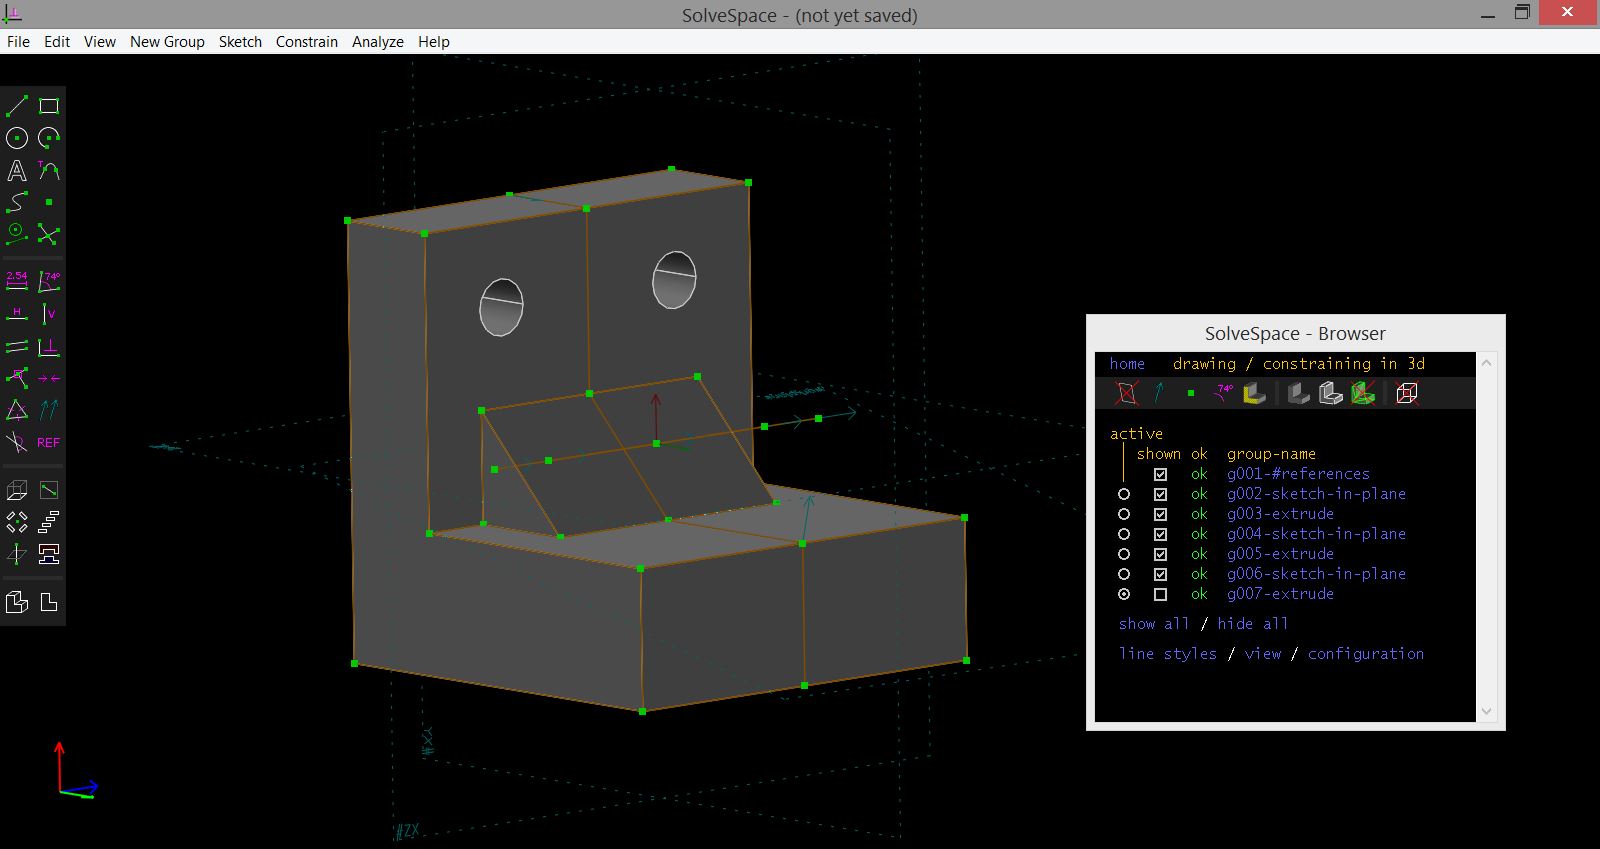 SolveSpace - (not yet saved)
File Edit View New Group Sketch Constrain Analyze Help
A T
2.54 74°
H V
REF
#XY
#ZX
SolveSpace - Browser
home drawing / constraining in 3d
74°
active
shown ok group-name
ok g001-#references
ok g002-sketch-in-plane
ok g003-extrude
ok g004-sketch-in-plane
ok g005-extrude
ok g006-sketch-in-plane
ok g007-extrude
show all / hide all
line styles / view / configuration